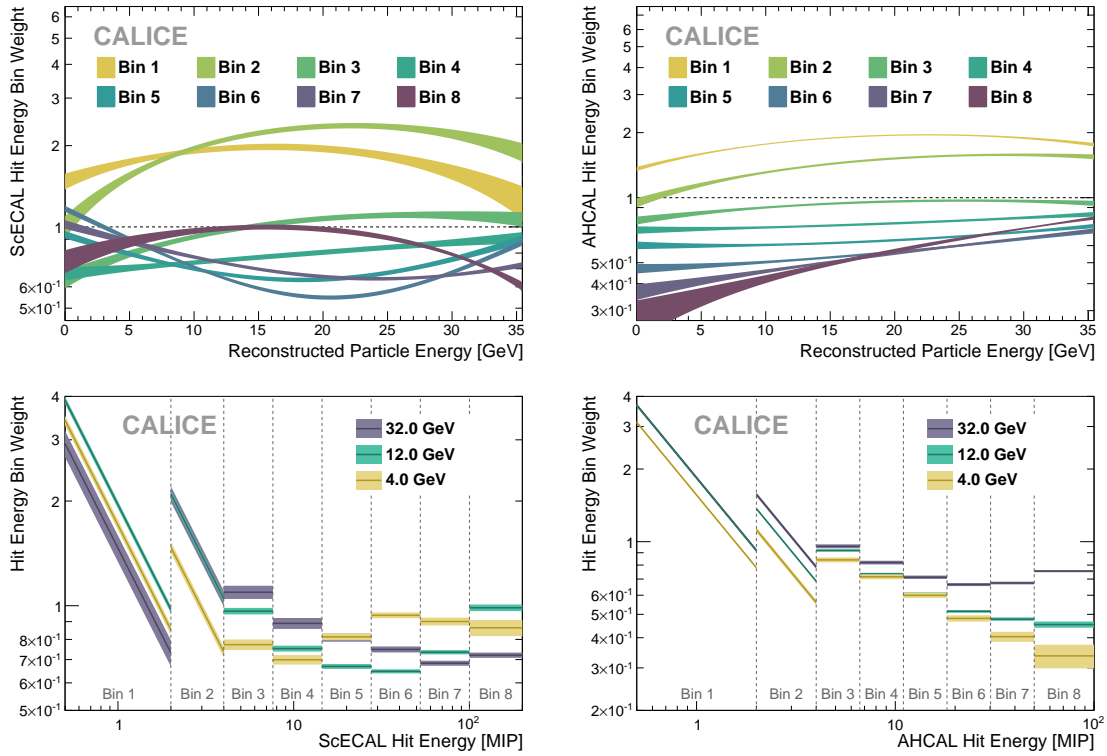 ScECAL Hit Energy Bin Weight
6
5
4
3
2
1
6×10⁻¹
5×10⁻¹
CALICE
Bin 1 Bin 2 Bin 3 Bin 4
Bin 5 Bin 6 Bin 7 Bin 8
0 5 10 15 20 25 30 35
Reconstructed Particle Energy [GeV]
AHCAL Hit Energy Bin Weight
6
5
4
3
2
1
5×10⁻¹
4×10⁻¹
3×10⁻¹
CALICE
Bin 1 Bin 2 Bin 3 Bin 4
Bin 5 Bin 6 Bin 7 Bin 8
0 5 10 15 20 25 30 35
Reconstructed Particle Energy [GeV]
Hit Energy Bin Weight
4
3
2
1
8×10⁻¹
7×10⁻¹
6×10⁻¹
5×10⁻¹
CALICE
32.0 GeV
12.0 GeV
4.0 GeV
Bin 1 Bin 2 Bin 3 Bin 4 Bin 5 Bin 6 Bin 7 Bin 8
1 10 10²
ScECAL Hit Energy [MIP]
Hit Energy Bin Weight
4
3
2
1
6×10⁻¹
5×10⁻¹
4×10⁻¹
3×10⁻¹
2×10⁻¹
CALICE
32.0 GeV
12.0 GeV
4.0 GeV
Bin 1 Bin 2 Bin 3 Bin 4 Bin 5 Bin 6 Bin 7 Bin 8
1 10 10²
AHCAL Hit Energy [MIP]